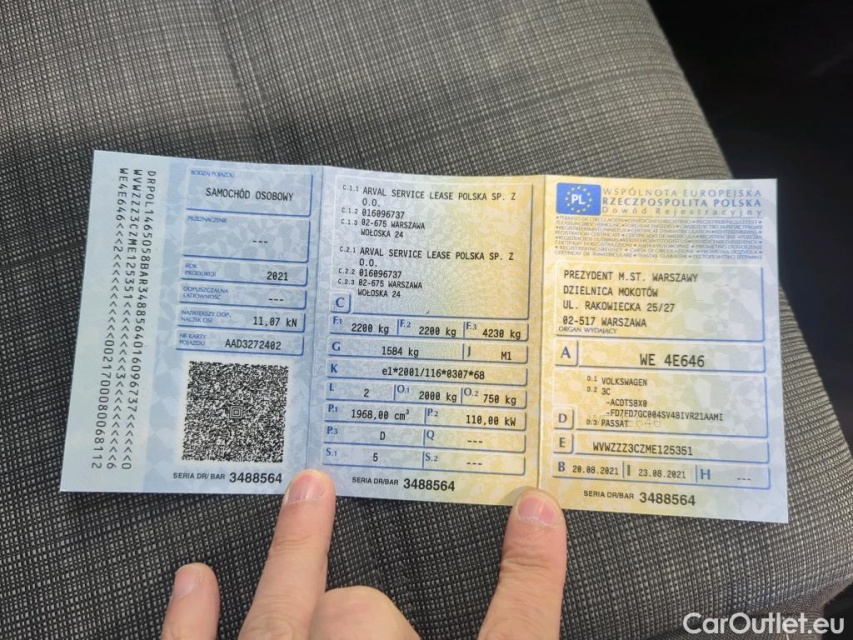 DRPOL1465058BAR34885640160967​37<<<<<<<0
WVWZZZ3CZME125351<<<
WE4E646<<
RODZAJ POJAZDU
SAMOCHÓD OSOBOWY
PRZEZNACZENIE
---
ROK PRODUKCJI
2021
DOPUSZCZALNA ŁADOWNOŚĆ
---
NAJWIĘKSZY DOP. NACISK OSI
11,07 kN
NR KARTY POJAZDU
AAD3272402
SERIA DR/BAR 3488564
C.1.1 ARVAL SERVICE LEASE POLSKA SP. Z
O.O.
C.1.2 016096737
C.1.3 02-675 WARSZAWA
WOŁOSKA 24
C.2.1 ARVAL SERVICE LEASE POLSKA SP. Z
O.O.
C.2.2 016096737
C.2.3 02-675 WARSZAWA
WOŁOSKA 24
C
F.1 2200 kg F.2 2200 kg F.3 4230 kg
G 1584 kg J M1
K e1*2001/116*0307*68
L 2 O.1 2000 kg O.2 750 kg
P.1 1968,00 cm³ P.2 110,00 kW
P.3 D Q ---
S.1 5 S.2 ---
SERIA DR/BAR 3488564
PL
WSPÓLNOTA EUROPEJSKA
RZECZPOSPOLITA POLSKA
Dowód Rejestracyjny
PREZYDENT M.ST. WARSZAWY
DZIELNICA MOKOTÓW
UL. RAKOWIECKA 25/27
02-517 WARSZAWA
ORGAN WYDAJĄCY
A WE 4E646
D.1 VOLKSWAGEN
D.2 3C
-ACDTSBX0
-FD7FD7GC004SV48IVR21AAMI
D D.3 PASSAT
E WVWZZZ3CZME125351
B 20.08.2021 I 23.08.2021 H ---
SERIA DR/BAR 3488564
CarOutlet.eu